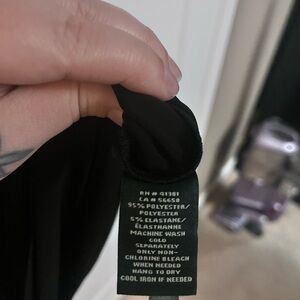 RN # 41381
CA # 56650
95% POLYESTER/
POLYESTER
5% ELASTANE/
ÉLASTHANNE
MACHINE WASH
COLD
SEPARATELY
ONLY NON-
CHLORINE BLEACH
WHEN NEEDED
HANG TO DRY
COOL IRON IF NEEDED